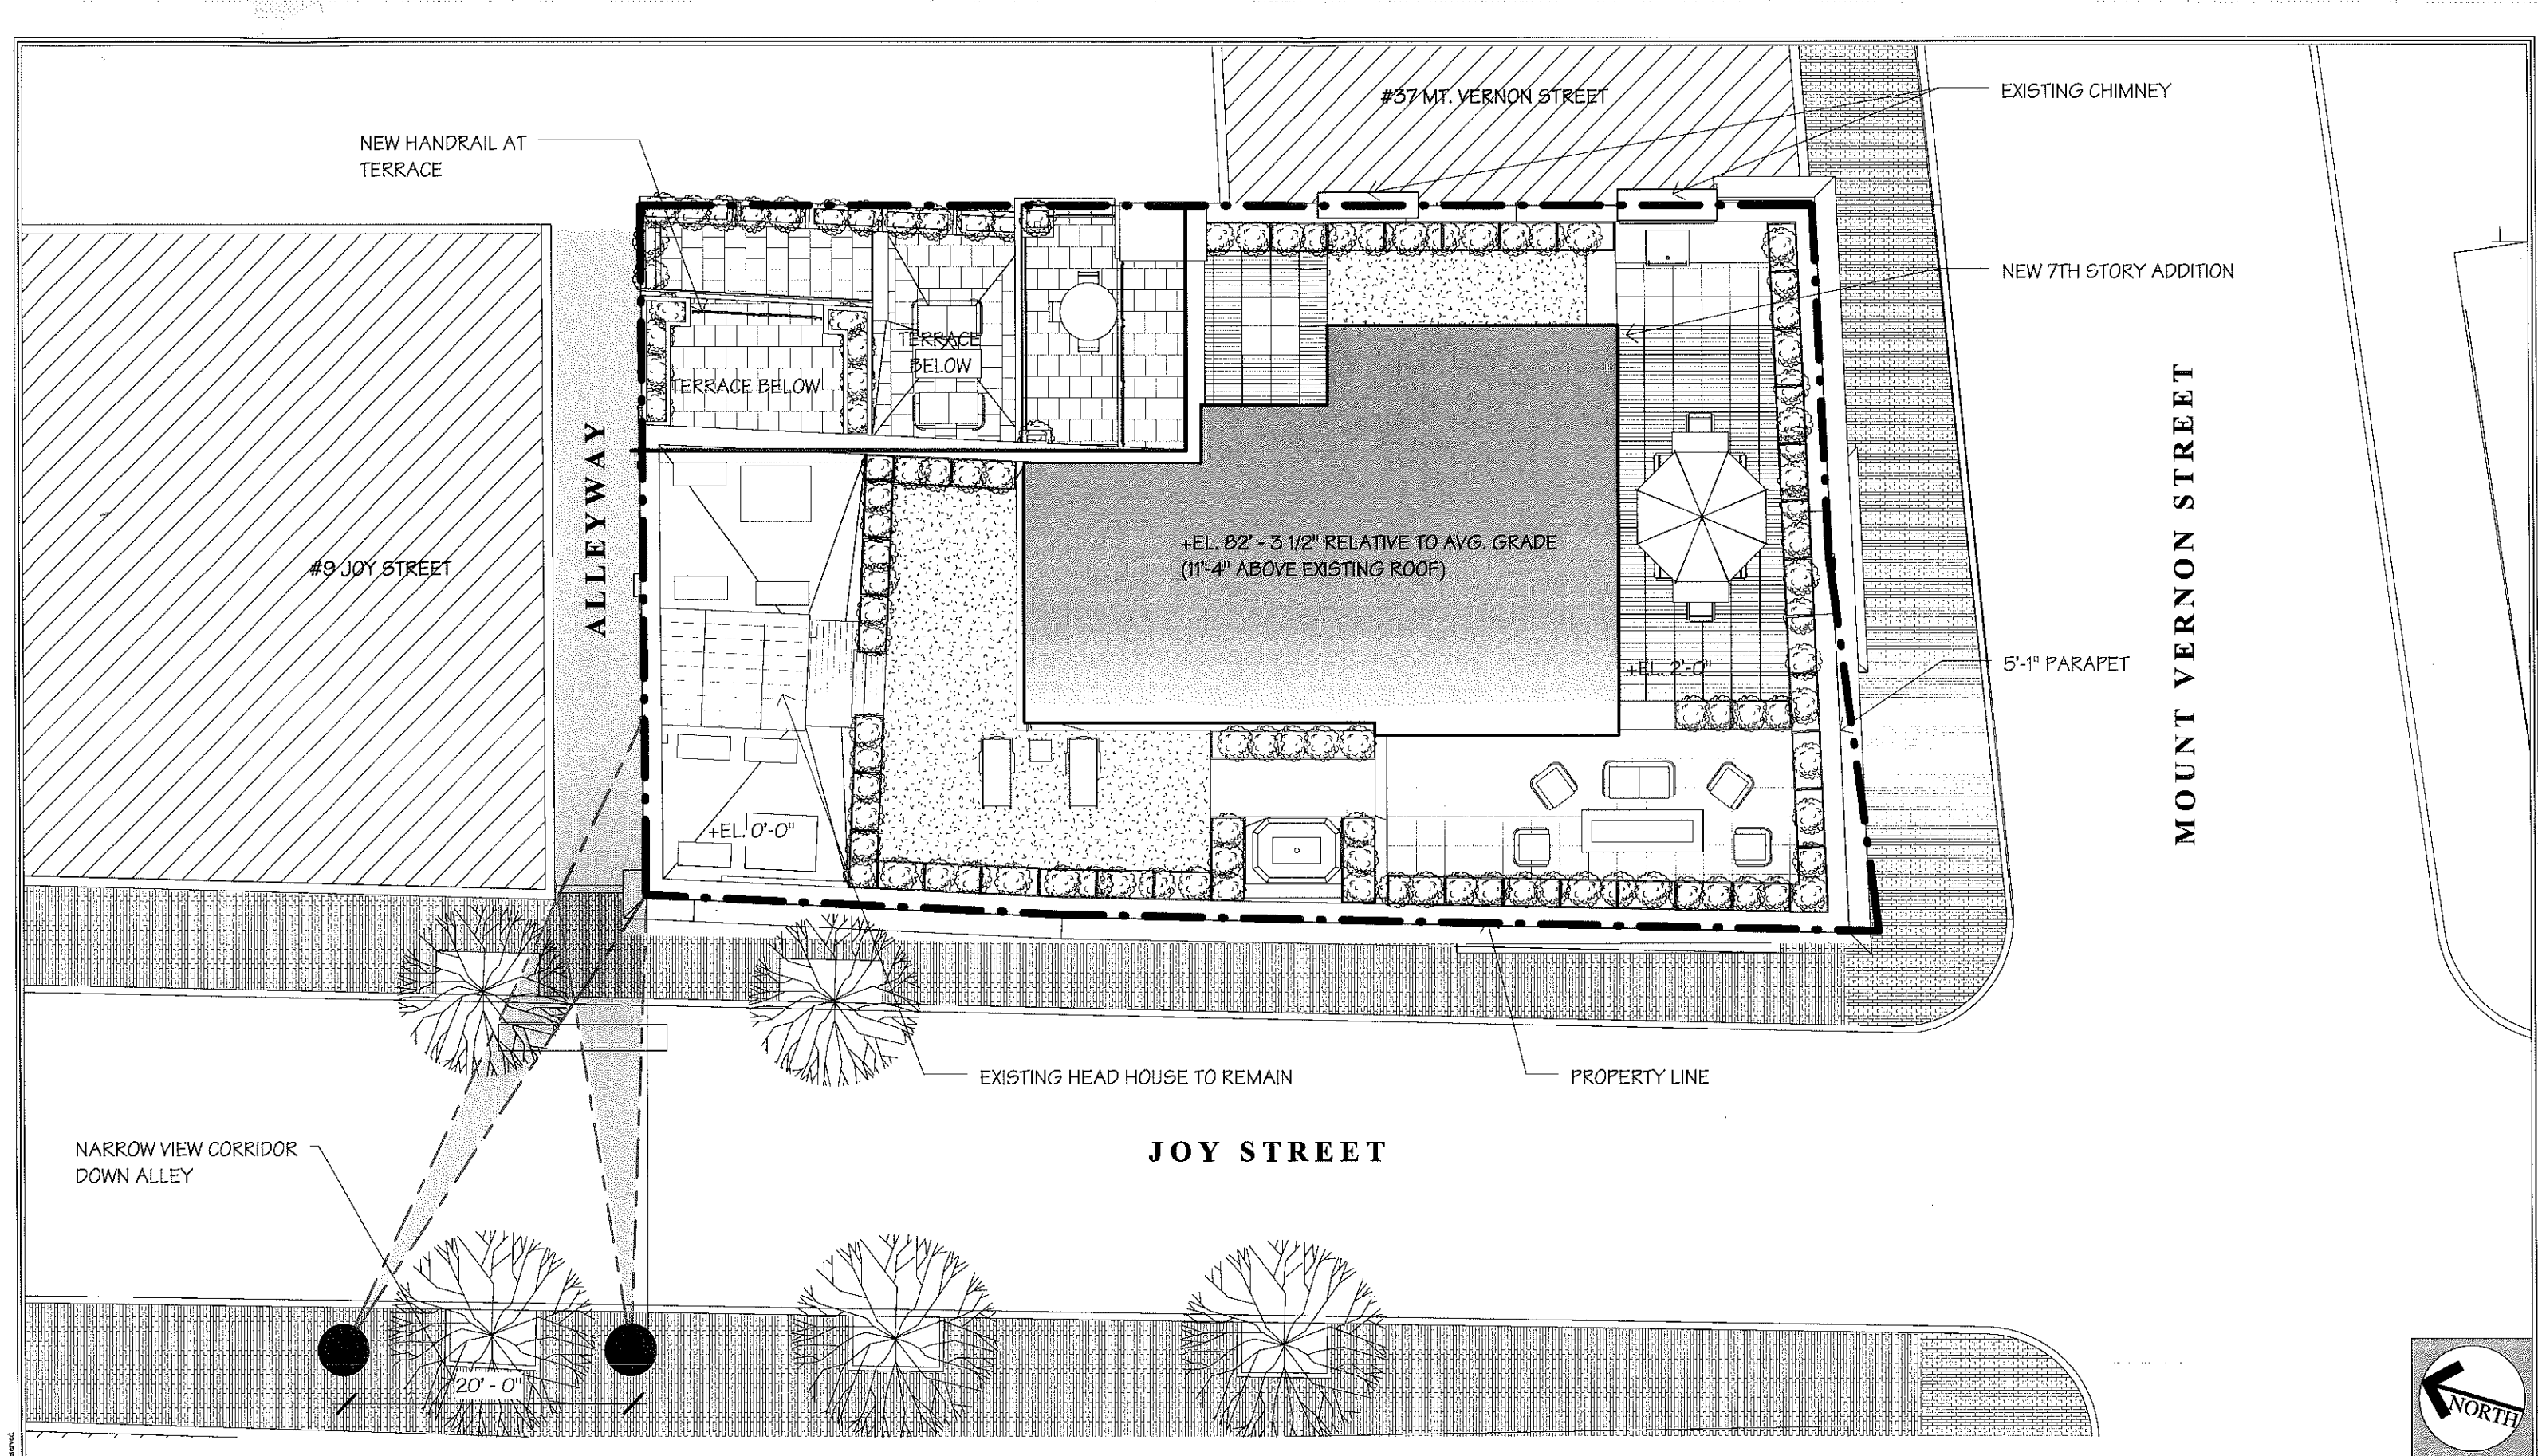 #37 MT. VERNON STREET
EXISTING CHIMNEY
NEW HANDRAIL AT
TERRACE
NEW 7TH STORY ADDITION
TERRACE
BELOW
TERRACE BELOW
ALLEYWAY
#9 JOY STREET
+EL. 82' - 3 1/2" RELATIVE TO AVG. GRADE
(11'-4" ABOVE EXISTING ROOF)
MOUNT VERNON STREET
+EL. 2'-0"
5'-1" PARAPET
+EL. 0'-0"
EXISTING HEAD HOUSE TO REMAIN
PROPERTY LINE
NARROW VIEW CORRIDOR
DOWN ALLEY
JOY STREET
20' - 0"
NORTH